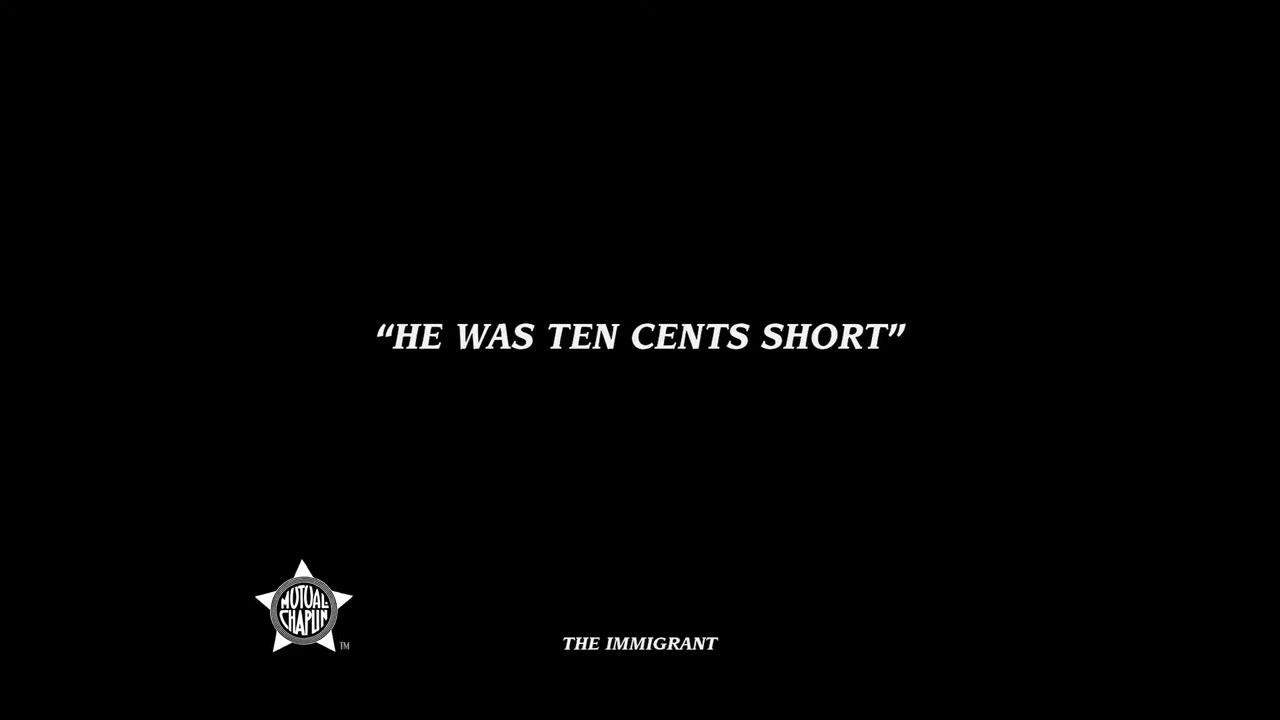 “HE WAS TEN CENTS SHORT”
MUTUAL-
CHAPLIN
TM
THE IMMIGRANT